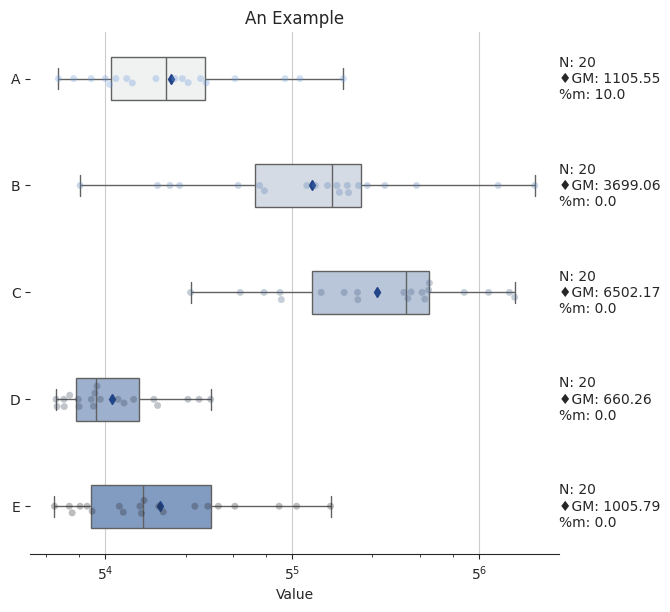 An Example
A
N: 20
♦GM: 1105.55
%m: 10.0
B
N: 20
♦GM: 3699.06
%m: 0.0
C
N: 20
♦GM: 6502.17
%m: 0.0
D
N: 20
♦GM: 660.26
%m: 0.0
E
N: 20
♦GM: 1005.79
%m: 0.0
5⁴ 5⁵ 5⁶
Value